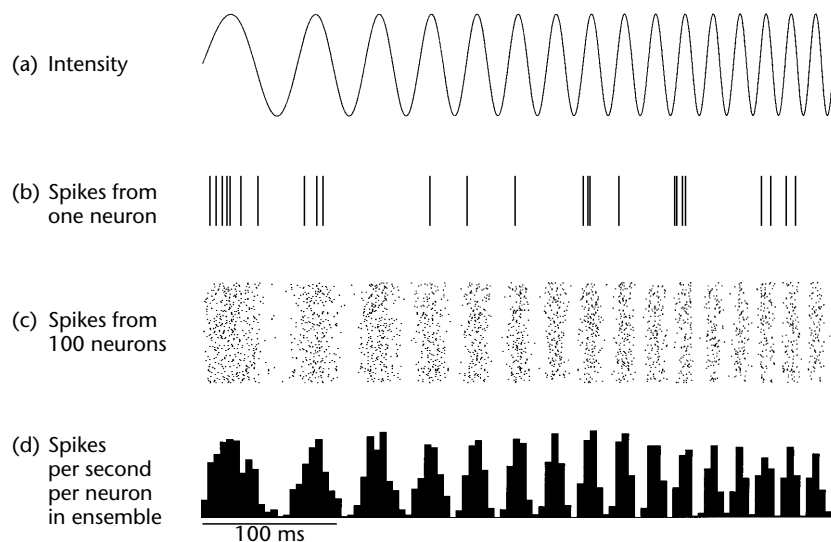 (a) Intensity
(b) Spikes from
one neuron
(c) Spikes from
100 neurons
(d) Spikes
per second
per neuron
in ensemble
100 ms